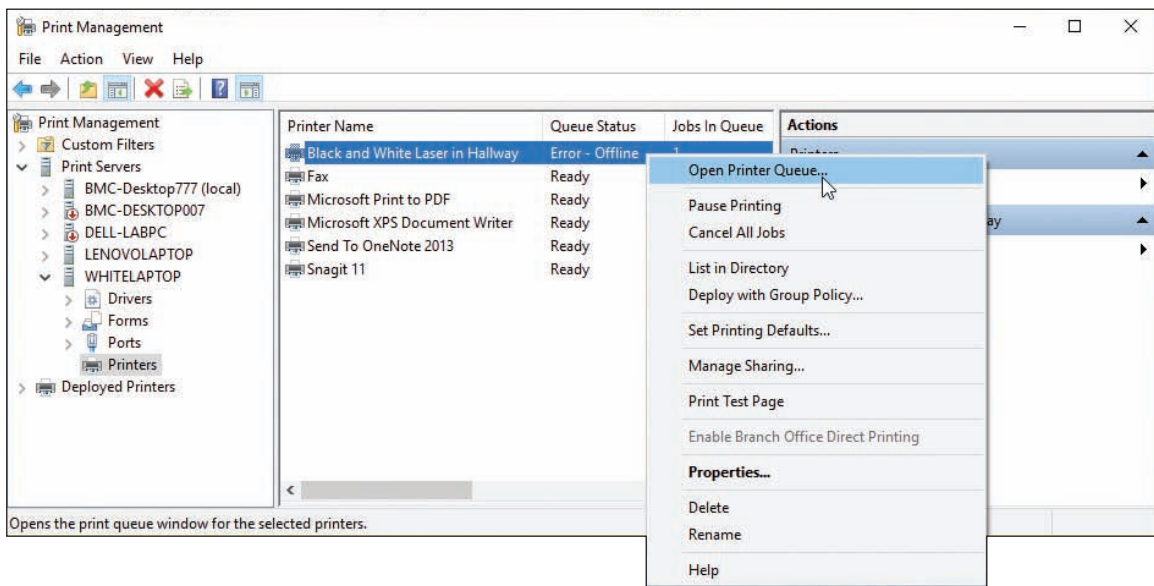 Print Management
File Action View Help
Print Management
Custom Filters
Print Servers
BMC-Desktop777 (local)
BMC-DESKTOP007
DELL-LABPC
LENOVOLAPTOP
WHITELAPTOP
Drivers
Forms
Ports
Printers
Deployed Printers
Printer Name Queue Status Jobs In Queue
Black and White Laser in Hallway Error - Offline 1
Fax Ready
Microsoft Print to PDF Ready
Microsoft XPS Document Writer Ready
Send To OneNote 2013 Ready
Snagit 11 Ready
Actions
Printers
ay
Open Printer Queue...
Pause Printing
Cancel All Jobs
List in Directory
Deploy with Group Policy...
Set Printing Defaults...
Manage Sharing...
Print Test Page
Enable Branch Office Direct Printing
Properties...
Delete
Rename
Help
Opens the print queue window for the selected printers.